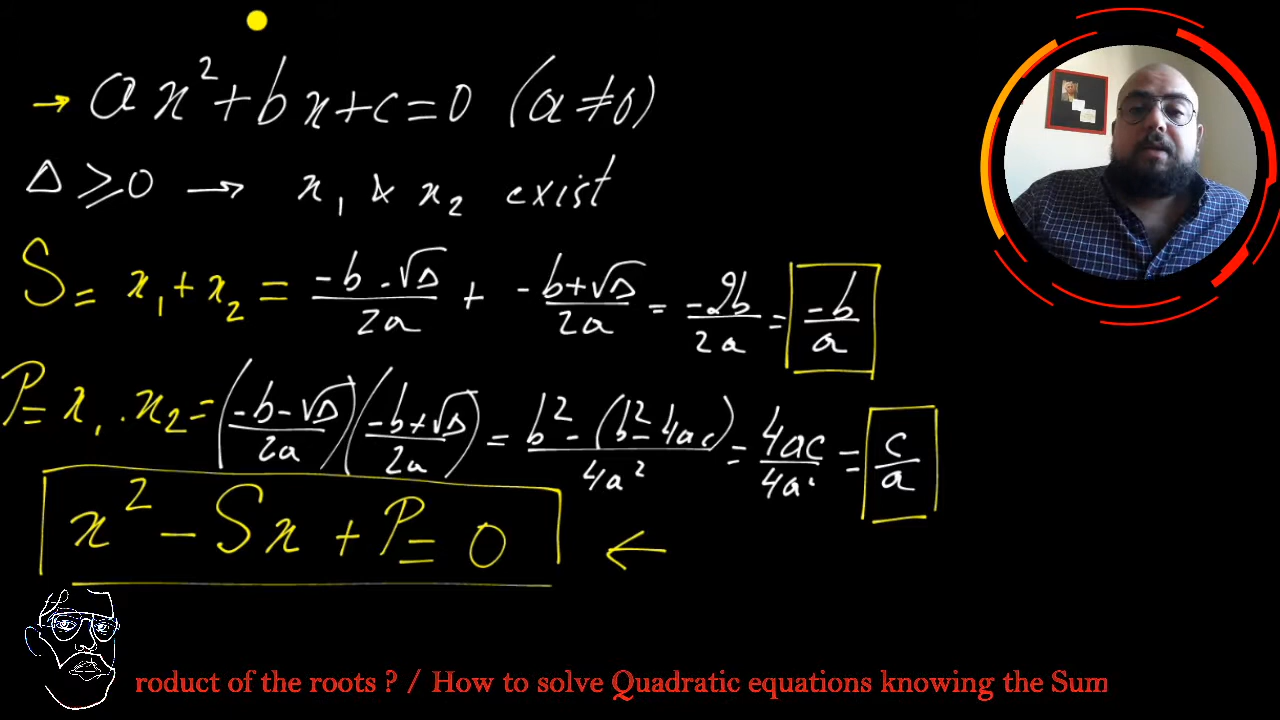 → ax²+bx+c=0 (a≠0)
Δ⩾0 → x₁ & x₂ exist
S= x₁+x₂ = (-b-√Δ)/2a + (-b+√Δ)/2a = -2b/2a = -b/a
P= x₁.x₂= ((-b-√Δ)/2a)((-b+√Δ)/2a) = (b²-(b²-4ac))/4a² = 4ac/4a² = c/a
x²-Sx+P=0 ←
roduct of the roots ? / How to solve Quadratic equations knowing the Sum